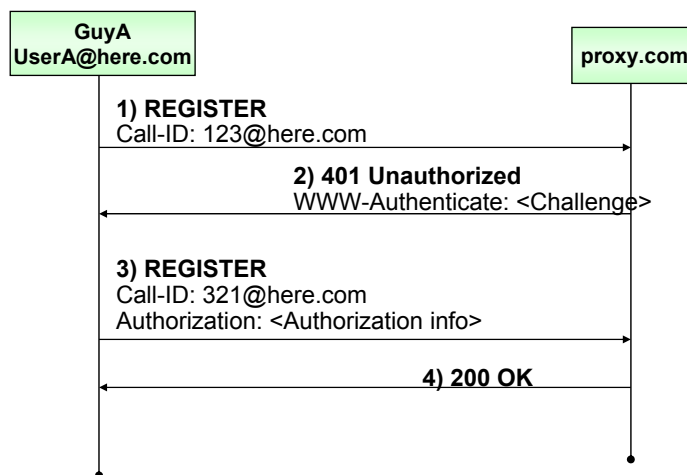 GuyA
UserA@here.com
proxy.com
1) REGISTER
Call-ID: 123@here.com
2) 401 Unauthorized
WWW-Authenticate: <Challenge>
3) REGISTER
Call-ID: 321@here.com
Authorization: <Authorization info>
4) 200 OK